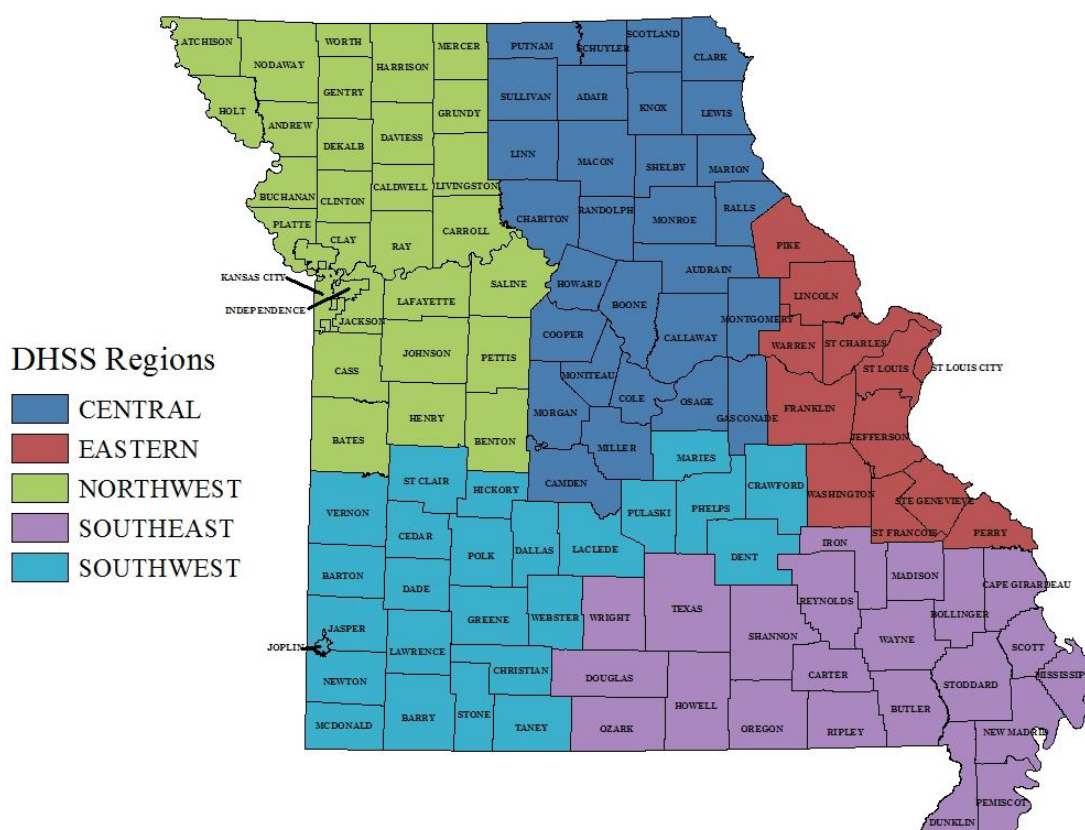 ATCHISON
WORTH
MERCER
PUTNAM
SCHUYLER
SCOTLAND
CLARK
NODAWAY
HARRISON
GENTRY
SULLIVAN
ADAIR
KNOX
LEWIS
HOLT
GRUNDY
ANDREW
DAVIESS
DEKALB
LINN
MACON
SHELBY
MARION
BUCHANAN
CLINTON
CALDWELL
LIVINGSTON
CHARITON
RANDOLPH
MONROE
RALLS
PLATTE
CLAY
RAY
CARROLL
PIKE
KANSAS CITY
INDEPENDENCE
JACKSON
LAFAYETTE
SALINE
HOWARD
BOONE
AUDRAIN
LINCOLN
MONTGOMERY
CALLAWAY
COOPER
WARREN
ST CHARLES
JOHNSON
PETTIS
CASS
MONITEAU
ST LOUIS
ST LOUIS CITY
COLE
OSAGE
GASCONADE
FRANKLIN
HENRY
BATES
BENTON
MORGAN
MILLER
JEFFERSON
DHSS Regions
CENTRAL
EASTERN
NORTHWEST
SOUTHEAST
SOUTHWEST
MARIES
ST CLAIR
HICKORY
CAMDEN
CRAWFORD
WASHINGTON
STE GENEVIEVE
VERNON
PULASKI
PHELPS
ST FRANCOIS
PERRY
CEDAR
POLK
DALLAS
LACLEDE
DENT
IRON
BARTON
DADE
MADISON
CAPE GIRARDEAU
REYNOLDS
BOLLINGER
JASPER
GREENE
WEBSTER
WRIGHT
TEXAS
SHANNON
WAYNE
SCOTT
JOPLIN
LAWRENCE
CHRISTIAN
DOUGLAS
CARTER
STODDARD
MISSISSIP
NEWTON
MCDONALD
BARRY
STONE
TANEY
OZARK
HOWELL
OREGON
RIPLEY
BUTLER
NEW MADRID
PEMISCOT
DUNKLIN